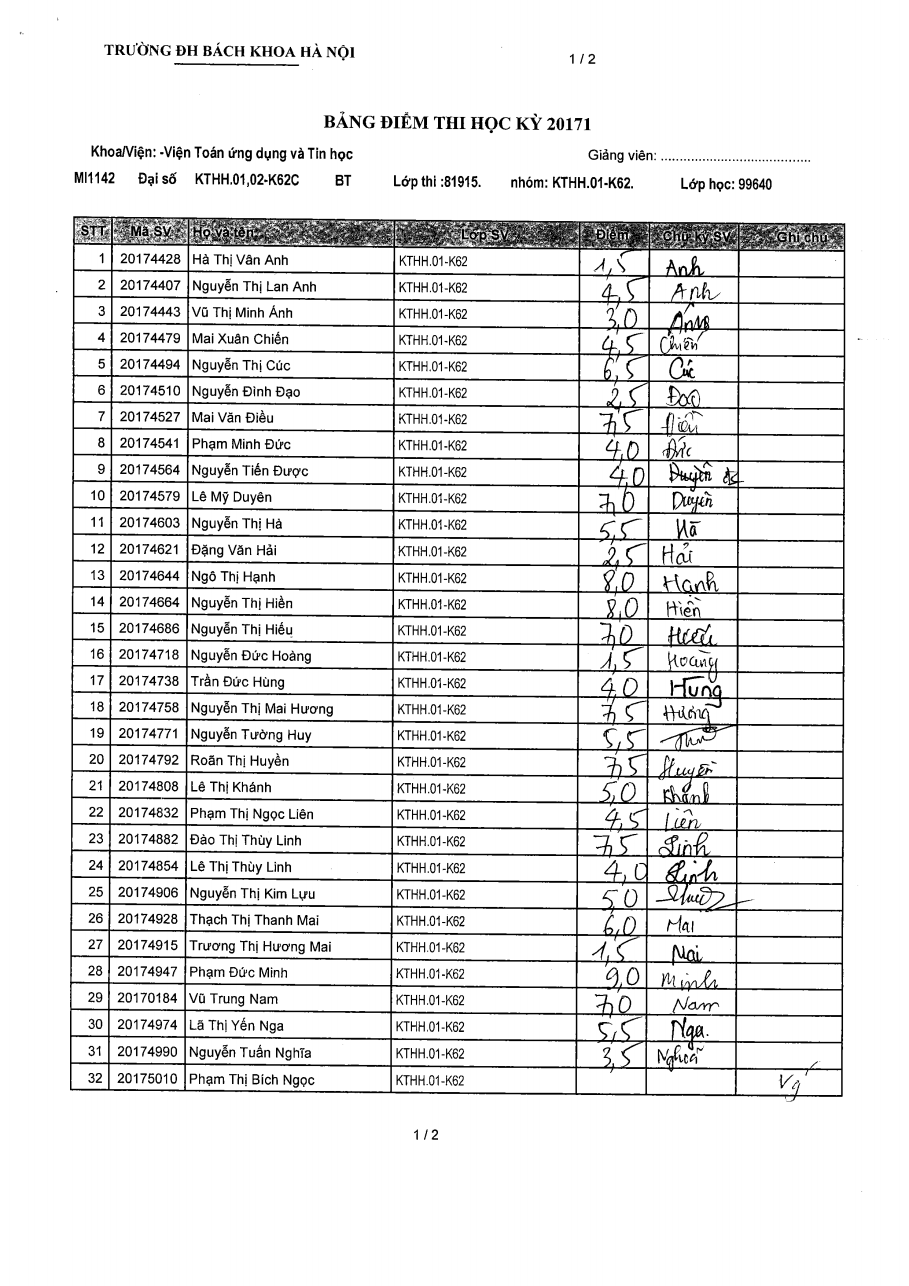 TRƯỜNG ĐH BÁCH KHOA HÀ NỘI
1 / 2
BẢNG ĐIỂM THI HỌC KỲ 20171
Khoa/Viện: -Viện Toán ứng dụng và Tin học Giảng viên: ........................................
MI1142 Đại số KTHH.01,02-K62C BT Lớp thi :81915. nhóm: KTHH.01-K62. Lớp học: 99640
STT Mã SV Họ và tên Lớp SV Điểm Chữ ký SV Ghi chú
1 20174428 Hà Thị Vân Anh KTHH.01-K62 1,5 Anh
2 20174407 Nguyễn Thị Lan Anh KTHH.01-K62 4,5 Anh
3 20174443 Vũ Thị Minh Ánh KTHH.01-K62 3,0 Ánh
4 20174479 Mai Xuân Chiến KTHH.01-K62 4,5 Chiến
5 20174494 Nguyễn Thị Cúc KTHH.01-K62 6,5 Cúc
6 20174510 Nguyễn Đình Đạo KTHH.01-K62 2,5 Đạo
7 20174527 Mai Văn Điều KTHH.01-K62 7,5 Điều
8 20174541 Phạm Minh Đức KTHH.01-K62 4,0 Đức
9 20174564 Nguyễn Tiến Được KTHH.01-K62 4,0 Duyên
10 20174579 Lê Mỹ Duyên KTHH.01-K62 7,0 Duyên
11 20174603 Nguyễn Thị Hà KTHH.01-K62 5,5 Hà
12 20174621 Đặng Văn Hải KTHH.01-K62 2,5 Hải
13 20174644 Ngô Thị Hạnh KTHH.01-K62 8,0 Hạnh
14 20174664 Nguyễn Thị Hiền KTHH.01-K62 8,0 Hiền
15 20174686 Nguyễn Thị Hiếu KTHH.01-K62 7,0 Hiếu
16 20174718 Nguyễn Đức Hoàng KTHH.01-K62 1,5 Hoàng
17 20174738 Trần Đức Hùng KTHH.01-K62 4,0 Hùng
18 20174758 Nguyễn Thị Mai Hương KTHH.01-K62 7,5 Hương
19 20174771 Nguyễn Tường Huy KTHH.01-K62 5,5
20 20174792 Roãn Thị Huyền KTHH.01-K62 7,5 Huyền
21 20174808 Lê Thị Khánh KTHH.01-K62 5,0 Khánh
22 20174832 Phạm Thị Ngọc Liên KTHH.01-K62 4,5 Liên
23 20174882 Đào Thị Thùy Linh KTHH.01-K62 7,5 Linh
24 20174854 Lê Thị Thùy Linh KTHH.01-K62 4,0 Linh
25 20174906 Nguyễn Thị Kim Lựu KTHH.01-K62 5,0
26 20174928 Thạch Thị Thanh Mai KTHH.01-K62 6,0 Mai
27 20174915 Trương Thị Hương Mai KTHH.01-K62 1,5 Mai
28 20174947 Phạm Đức Minh KTHH.01-K62 9,0 Minh
29 20170184 Vũ Trung Nam KTHH.01-K62 7,0 Nam
30 20174974 Lã Thị Yến Nga KTHH.01-K62 5,5 Nga.
31 20174990 Nguyễn Tuấn Nghĩa KTHH.01-K62 3,5 Nghĩa
32 20175010 Phạm Thị Bích Ngọc KTHH.01-K62 Vg
1 / 2